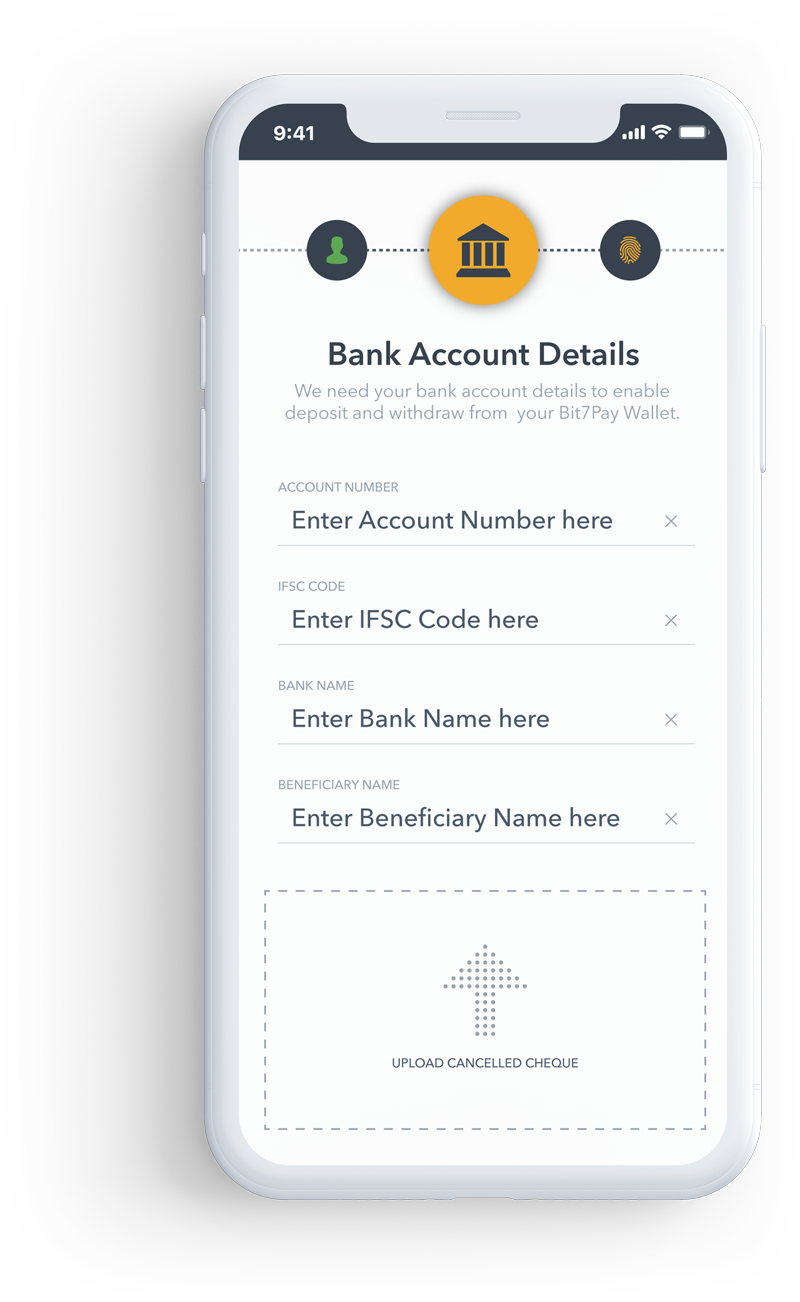 9:41
Bank Account Details
We need your bank account details to enable
deposit and withdraw from  your Bit7Pay Wallet.
ACCOUNT NUMBER
Enter Account Number here
IFSC CODE
Enter IFSC Code here
BANK NAME
Enter Bank Name here
BENEFICIARY NAME
Enter Beneficiary Name here
UPLOAD CANCELLED CHEQUE